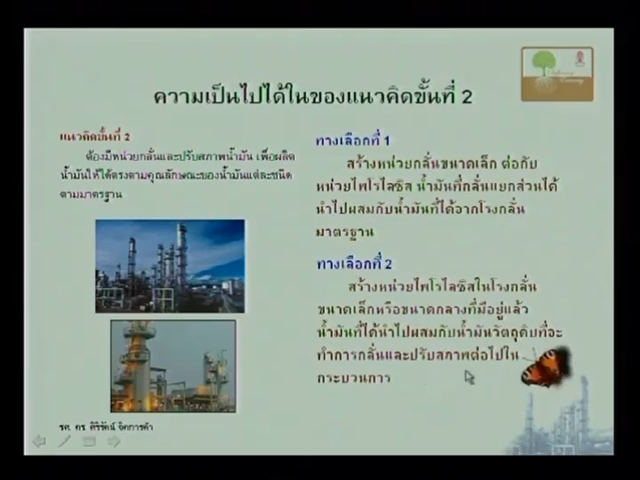 ความเป็นไปได้ในของแนวคิดขั้นที่ 2
แนวคิดขั้นที่ 2
ต้องมีหน่วยกลั่นและปรับสภาพน้ำมัน เพื่อผลิต
น้ำมันให้ได้ตรงตามคุณลักษณะของน้ำมันแต่ละชนิด
ตามมาตรฐาน
ทางเลือกที่ 1
สร้างหน่วยกลั่นขนาดเล็ก ต่อกับ
หน่วยไพโรไลซิส น้ำมันที่กลั่นแยกส่วนได้
นำไปผสมกับน้ำมันที่ได้จากโรงกลั่น
มาตรฐาน
ทางเลือกที่ 2
สร้างหน่วยไพโรไลซิสในโรงกลั่น
ขนาดเล็กหรือขนาดกลางที่มีอยู่แล้ว
น้ำมันที่ได้นำไปผสมกับน้ำมันวัตถุดิบที่จะ
ทำการกลั่นและปรับสภาพต่อไปใน
กระบวนการ
รศ. ดร. ศิริรัตน์ จิตการค้า